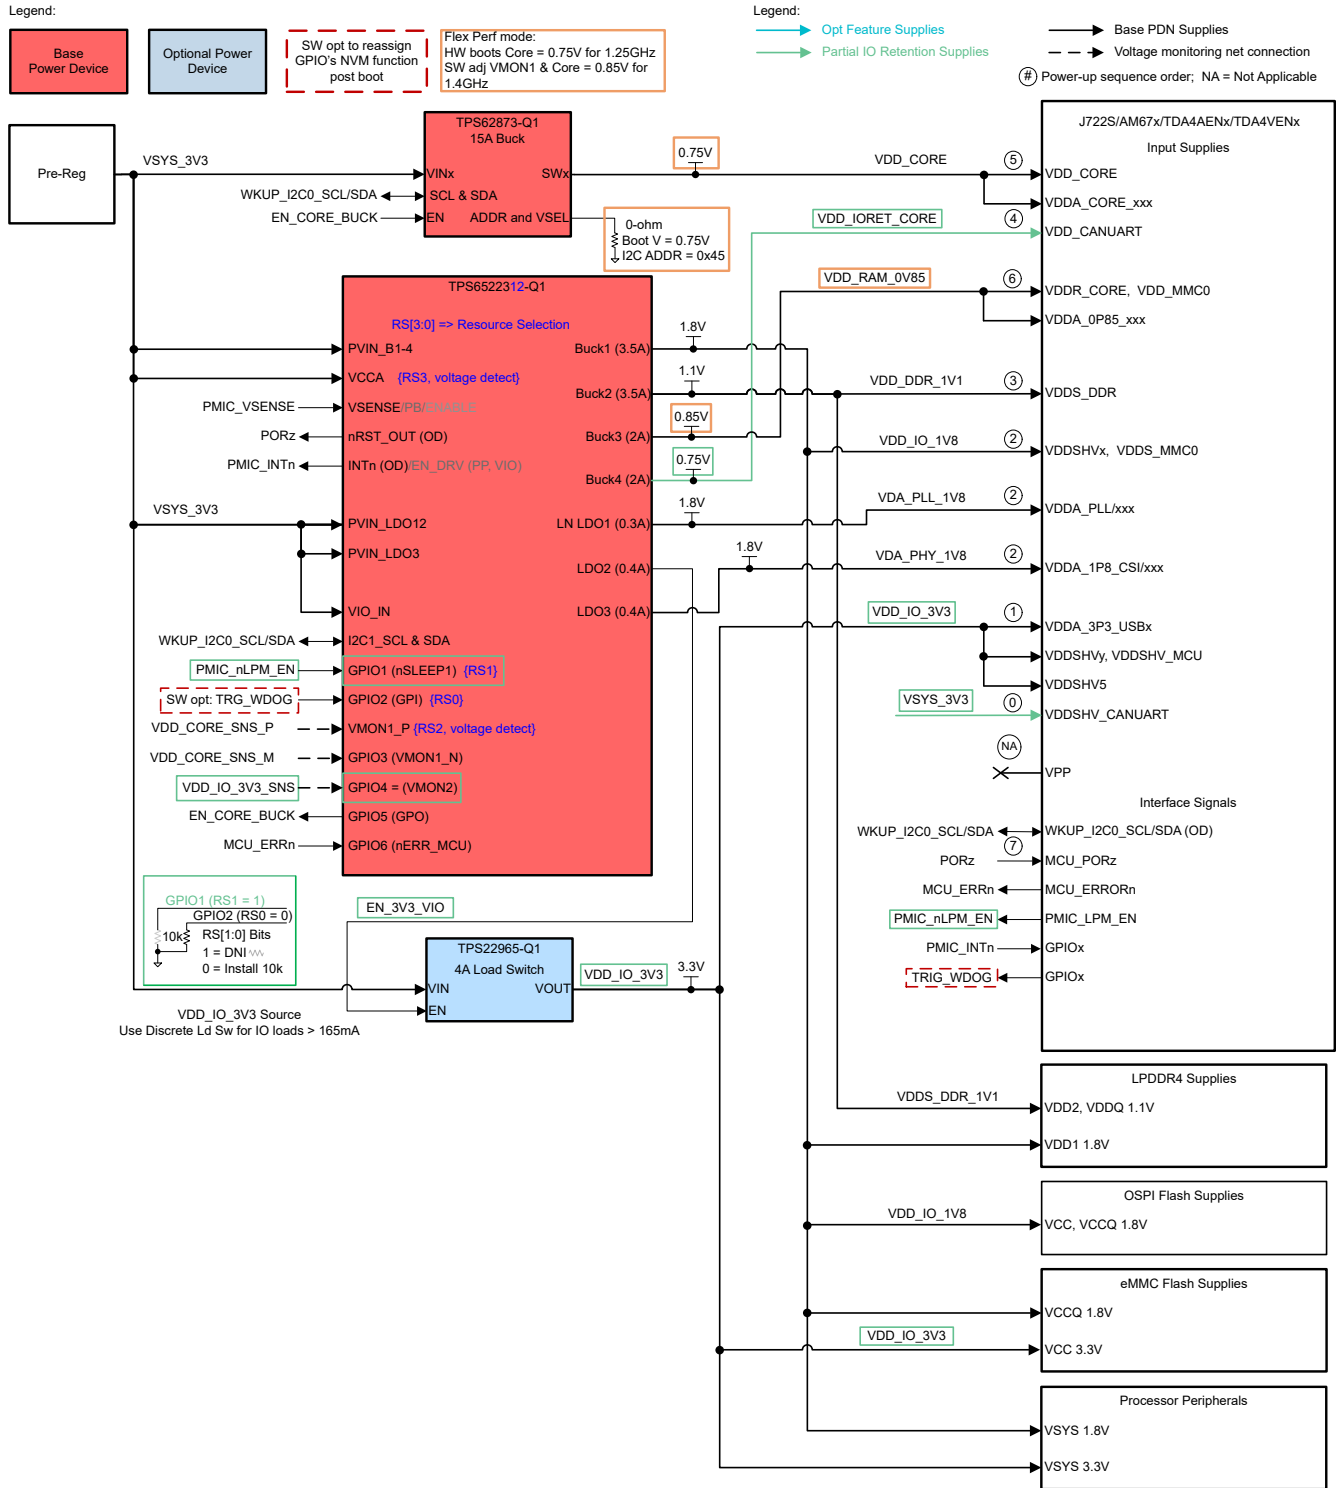 Legend:
Base
Power Device
Optional Power
Device
SW opt to reassign
GPIO's NVM function
post boot
Flex Perf mode:
HW boots Core = 0.75V for 1.25GHz
SW adj VMON1 & Core = 0.85V for
1.4GHz
Legend:
Opt Feature Supplies
Partial IO Retention Supplies
Base PDN Supplies
Voltage monitoring net connection
# Power-up sequence order; NA = Not Applicable
Pre-Reg
VSYS_3V3
TPS62873-Q1
15A Buck
VINx
SWx
SCL & SDA
EN
ADDR and VSEL
WKUP_I2C0_SCL/SDA
EN_CORE_BUCK
0.75V
0-ohm
Boot V = 0.75V
I2C ADDR = 0x45
VDD_CORE
VDD_IORET_CORE
VDD_RAM_0V85
TPS6522312-Q1
RS[3:0] => Resource Selection
PVIN_B1-4
VCCA {RS3, voltage detect}
PMIC_VSENSE
VSENSE/PB/ENABLE
PORz
nRST_OUT (OD)
PMIC_INTn
INTn (OD)/EN_DRV (PP, VIO)
VSYS_3V3
PVIN_LDO12
PVIN_LDO3
VIO_IN
WKUP_I2C0_SCL/SDA
I2C1_SCL & SDA
PMIC_nLPM_EN
GPIO1 (nSLEEP1) {RS1}
SW opt: TRG_WDOG
GPIO2 (GPI) {RS0}
VDD_CORE_SNS_P
VMON1_P {RS2, voltage detect}
VDD_CORE_SNS_M
GPIO3 (VMON1_N)
VDD_IO_3V3_SNS
GPIO4 = (VMON2)
EN_CORE_BUCK
GPIO5 (GPO)
MCU_ERRn
GPIO6 (nERR_MCU)
Buck1 (3.5A)
Buck2 (3.5A)
Buck3 (2A)
Buck4 (2A)
LN LDO1 (0.3A)
LDO2 (0.4A)
LDO3 (0.4A)
1.8V
1.1V
0.85V
0.75V
1.8V
1.8V
VDD_DDR_1V1
VDD_IO_1V8
VDA_PLL_1V8
VDA_PHY_1V8
VDD_IO_3V3
VSYS_3V3
J722S/AM67x/TDA4AENx/TDA4VENx
Input Supplies
5
VDD_CORE
VDDA_CORE_xxx
4
VDD_CANUART
6
VDDR_CORE, VDD_MMC0
VDDA_0P85_xxx
3
VDDS_DDR
2
VDDSHVx, VDDS_MMC0
2
VDDA_PLL/xxx
2
VDDA_1P8_CSI/xxx
1
VDDA_3P3_USBx
VDDSHVy, VDDSHV_MCU
VDDSHV5
0
VDDSHV_CANUART
NA
VPP
Interface Signals
WKUP_I2C0_SCL/SDA
WKUP_I2C0_SCL/SDA (OD)
7
PORz
MCU_PORz
MCU_ERRn
MCU_ERRORn
PMIC_nLPM_EN
PMIC_LPM_EN
PMIC_INTn
GPIOx
TRIG_WDOG
GPIOx
GPIO1 (RS1 = 1)
GPIO2 (RS0 = 0)
10k
RS[1:0] Bits
1 = DNI
0 = Install 10k
EN_3V3_VIO
TPS22965-Q1
4A Load Switch
VIN
VOUT
EN
VDD_IO_3V3
3.3V
VDD_IO_3V3 Source
Use Discrete Ld Sw for IO loads > 165mA
LPDDR4 Supplies
VDDS_DDR_1V1
VDD2, VDDQ 1.1V
VDD1 1.8V
OSPI Flash Supplies
VDD_IO_1V8
VCC, VCCQ 1.8V
eMMC Flash Supplies
VCCQ 1.8V
VDD_IO_3V3
VCC 3.3V
Processor Peripherals
VSYS 1.8V
VSYS 3.3V